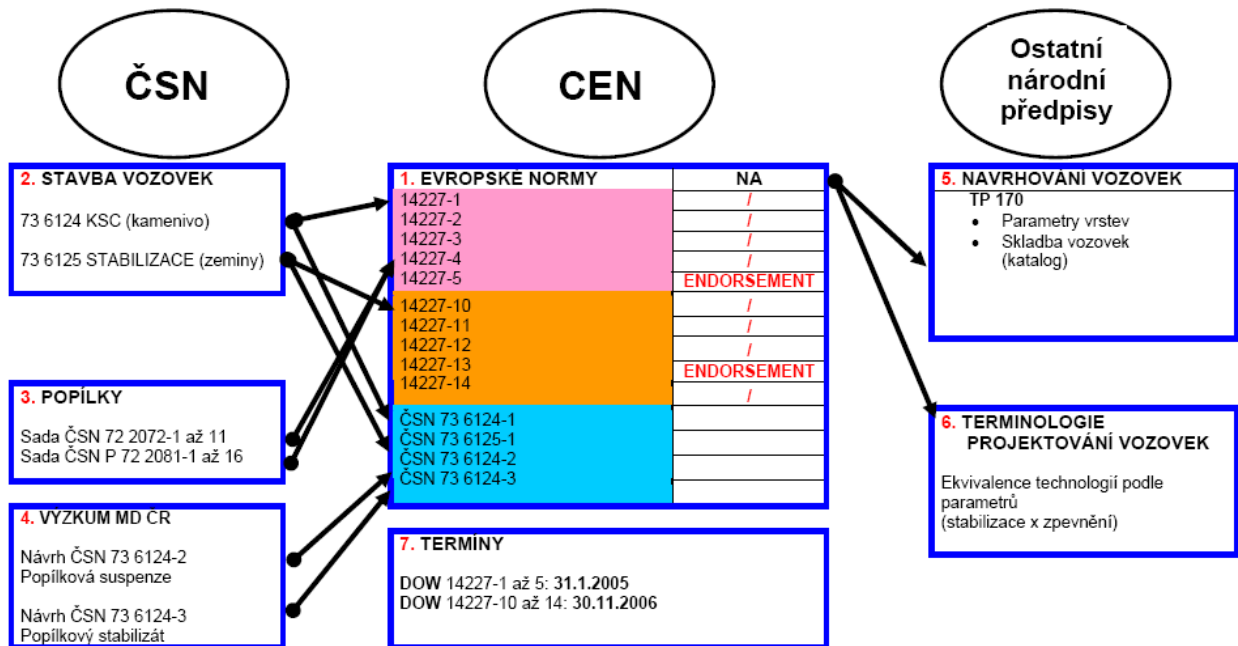 ČSN
CEN
Ostatní
národní
předpisy
2. STAVBA VOZOVEK
73 6124 KSC (kamenivo)
73 6125 STABILIZACE (zeminy)
3. POPÍLKY
Sada ČSN 72 2072-1 až 11
Sada ČSN P 72 2081-1 až 16
4. VÝZKUM MD ČR
Návrh ČSN 73 6124-2
Popílková suspenze
Návrh ČSN 73 6124-3
Popílkový stabilizát
1. EVROPSKÉ NORMY NA
14227-1 /
14227-2 /
14227-3 /
14227-4 /
14227-5 ENDORSEMENT
14227-10 /
14227-11 /
14227-12 /
14227-13 ENDORSEMENT
14227-14 /
ČSN 73 6124-1
ČSN 73 6125-1
ČSN 73 6124-2
ČSN 73 6124-3
7. TERMÍNY
DOW 14227-1 až 5: 31.1.2005
DOW 14227-10 až 14: 30.11.2006
5. NAVRHOVÁNÍ VOZOVEK
TP 170
• Parametry vrstev
• Skladba vozovek
(katalog)
6. TERMINOLOGIE
PROJEKTOVÁNÍ VOZOVEK
Ekvivalence technologií podle
parametrů
(stabilizace x zpevnění)